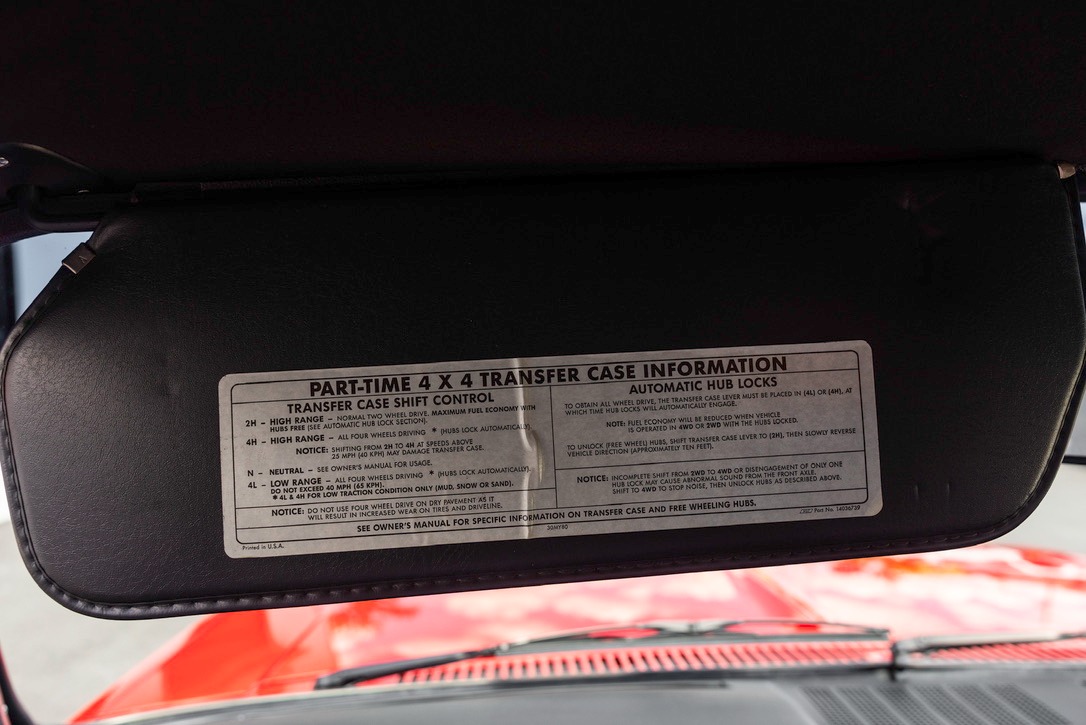 PART-TIME 4 X 4 TRANSFER CASE INFORMATION
TRANSFER CASE SHIFT CONTROL
2H – HIGH RANGE – NORMAL TWO WHEEL DRIVE. MAXIMUM FUEL ECONOMY WITH
HUBS FREE (SEE AUTOMATIC HUB LOCK SECTION).
4H – HIGH RANGE – ALL FOUR WHEELS DRIVING * (HUBS LOCK AUTOMATICALLY).
NOTICE: SHIFTING FROM 2H TO 4H AT SPEEDS ABOVE
25 MPH (40 KPH) MAY DAMAGE TRANSFER CASE.
N – NEUTRAL – SEE OWNER'S MANUAL FOR USAGE.
4L – LOW RANGE – ALL FOUR WHEELS DRIVING * (HUBS LOCK AUTOMATICALLY).
DO NOT EXCEED 40 MPH (65 KPH).
* 4L & 4H FOR LOW TRACTION CONDITION ONLY (MUD, SNOW OR SAND).
NOTICE: DO NOT USE FOUR WHEEL DRIVE ON DRY PAVEMENT AS IT
WILL RESULT IN INCREASED WEAR ON TIRES AND DRIVELINE.
AUTOMATIC HUB LOCKS
TO OBTAIN ALL WHEEL DRIVE, THE TRANSFER CASE LEVER MUST BE PLACED IN (4L) OR (4H), AT
WHICH TIME HUB LOCKS WILL AUTOMATICALLY ENGAGE.
NOTE: FUEL ECONOMY WILL BE REDUCED WHEN VEHICLE
IS OPERATED IN 4WD OR 2WD WITH THE HUBS LOCKED.
TO UNLOCK (FREE WHEEL) HUBS, SHIFT TRANSFER CASE LEVER TO (2H), THEN SLOWLY REVERSE
VEHICLE DIRECTION (APPROXIMATELY TEN FEET).
NOTICE: INCOMPLETE SHIFT FROM 2WD TO 4WD OR DISENGAGEMENT OF ONLY ONE
HUB LOCK MAY CAUSE ABNORMAL SOUND FROM THE FRONT AXLE.
SHIFT TO 4WD TO STOP NOISE, THEN UNLOCK HUBS AS DESCRIBED ABOVE.
SEE OWNER'S MANUAL FOR SPECIFIC INFORMATION ON TRANSFER CASE AND FREE WHEELING HUBS.
Printed in U.S.A.
30MY80
Part No. 14036739